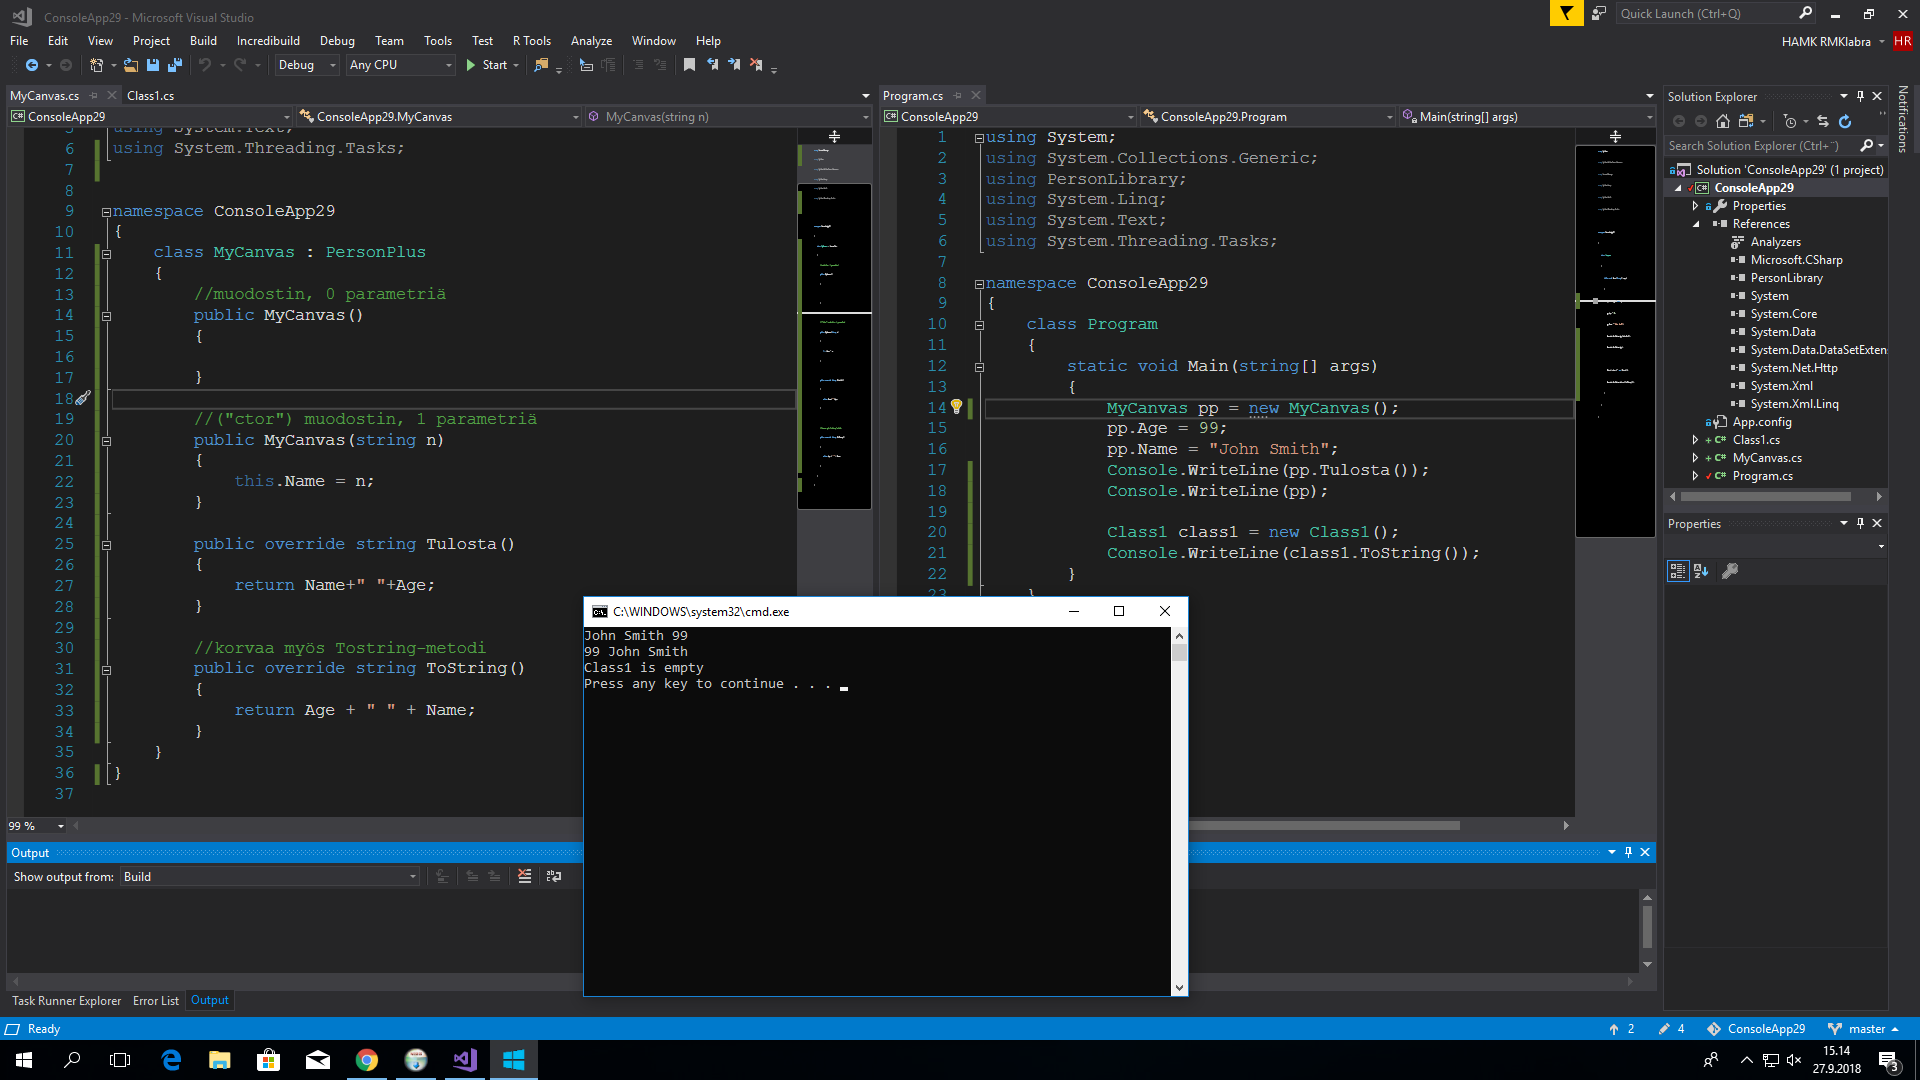 ConsoleApp29 - Microsoft Visual Studio
Quick Launch (Ctrl+Q)
File Edit View Project Build Incredibuild Debug Team Tools Test R Tools Analyze Window Help
HAMK RMKlabra HR
Debug Any CPU Start
MyCanvas.cs Class1.cs
ConsoleApp29 ConsoleApp29.MyCanvas MyCanvas(string n)
5 using System.Text;
6 using System.Threading.Tasks;
7
8
9 namespace ConsoleApp29
10 {
11 class MyCanvas : PersonPlus
12 {
13 //muodostin, 0 parametriä
14 public MyCanvas()
15 {
16
17 }
18
19 //("ctor") muodostin, 1 parametriä
20 public MyCanvas(string n)
21 {
22 this.Name = n;
23 }
24
25 public override string Tulosta()
26 {
27 return Name+" "+Age;
28 }
29
30 //korvaa myös Tostring-metodi
31 public override string ToString()
32 {
33 return Age + " " + Name;
34 }
35 }
36 }
37
99 %
Program.cs
ConsoleApp29 ConsoleApp29.Program Main(string[] args)
1 using System;
2 using System.Collections.Generic;
3 using PersonLibrary;
4 using System.Linq;
5 using System.Text;
6 using System.Threading.Tasks;
7
8 namespace ConsoleApp29
9 {
10 class Program
11 {
12 static void Main(string[] args)
13 {
14 MyCanvas pp = new MyCanvas();
15 pp.Age = 99;
16 pp.Name = "John Smith";
17 Console.WriteLine(pp.Tulosta());
18 Console.WriteLine(pp);
19
20 Class1 class1 = new Class1();
21 Console.WriteLine(class1.ToString());
22 }
23 }
C:\WINDOWS\system32\cmd.exe
John Smith 99
99 John Smith
Class1 is empty
Press any key to continue . . .
Solution Explorer
Search Solution Explorer (Ctrl+¨)
Solution 'ConsoleApp29' (1 project)
ConsoleApp29
Properties
References
Analyzers
Microsoft.CSharp
PersonLibrary
System
System.Core
System.Data
System.Data.DataSetExten
System.Net.Http
System.Xml
System.Xml.Linq
App.config
Class1.cs
MyCanvas.cs
Program.cs
Properties
Notifications
Output
Show output from: Build
Task Runner Explorer Error List Output
Ready
2 4 ConsoleApp29 master
15.14
27.9.2018
3